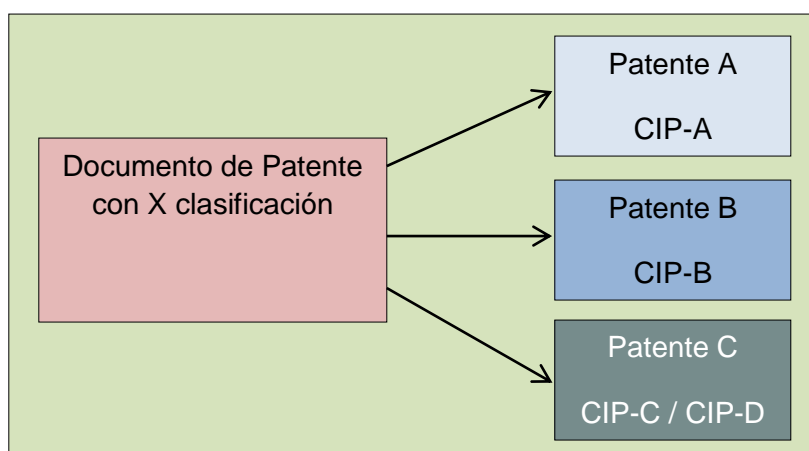 Documento de Patente
con X clasificación
Patente A
CIP-A
Patente B
CIP-B
Patente C
CIP-C / CIP-D